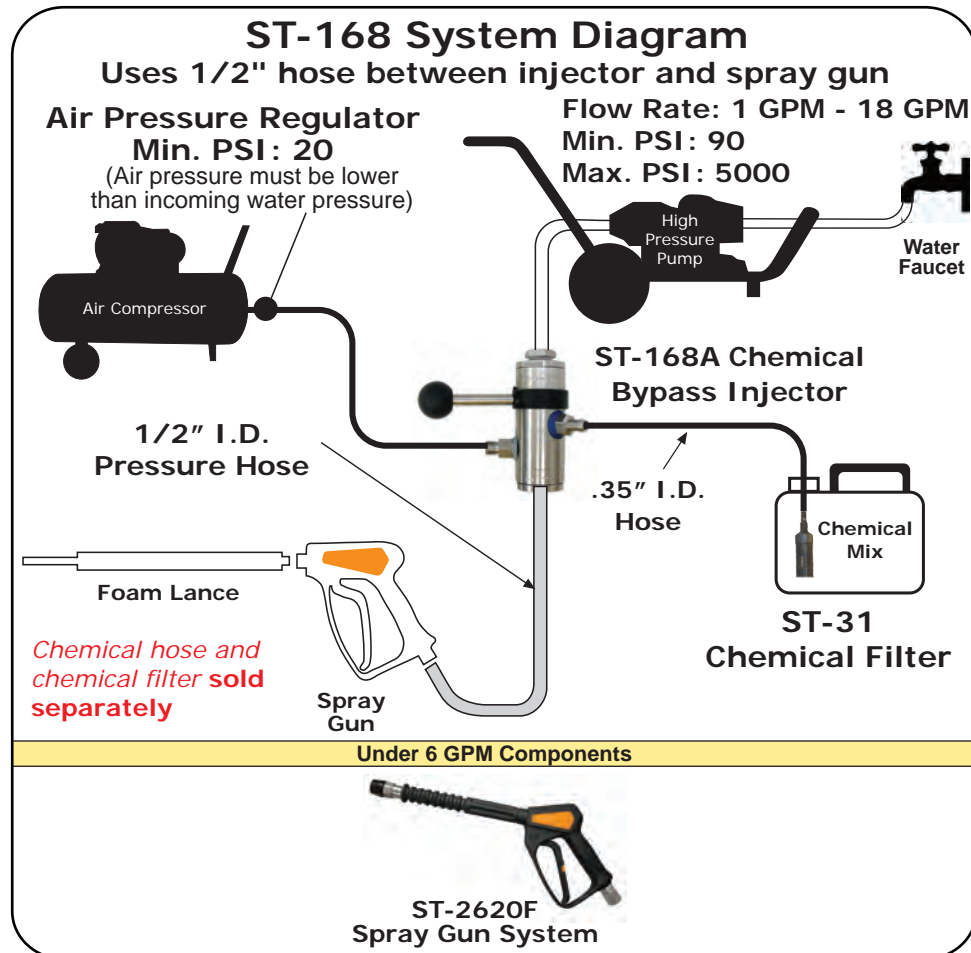 ST-168 System Diagram
Uses 1/2" hose between injector and spray gun
Air Pressure Regulator
Min. PSI: 20
(Air pressure must be lower
than incoming water pressure)
Flow Rate: 1 GPM - 18 GPM
Min. PSI: 90
Max. PSI: 5000
High
Pressure
Pump
Water
Faucet
Air Compressor
ST-168A Chemical
Bypass Injector
1/2” I.D.
Pressure Hose
.35” I.D.
Hose
Chemical
Mix
ST-31
Chemical Filter
Foam Lance
Chemical hose and
chemical filter sold
separately
Spray
Gun
Under 6 GPM Components
ST-2620F
Spray Gun System